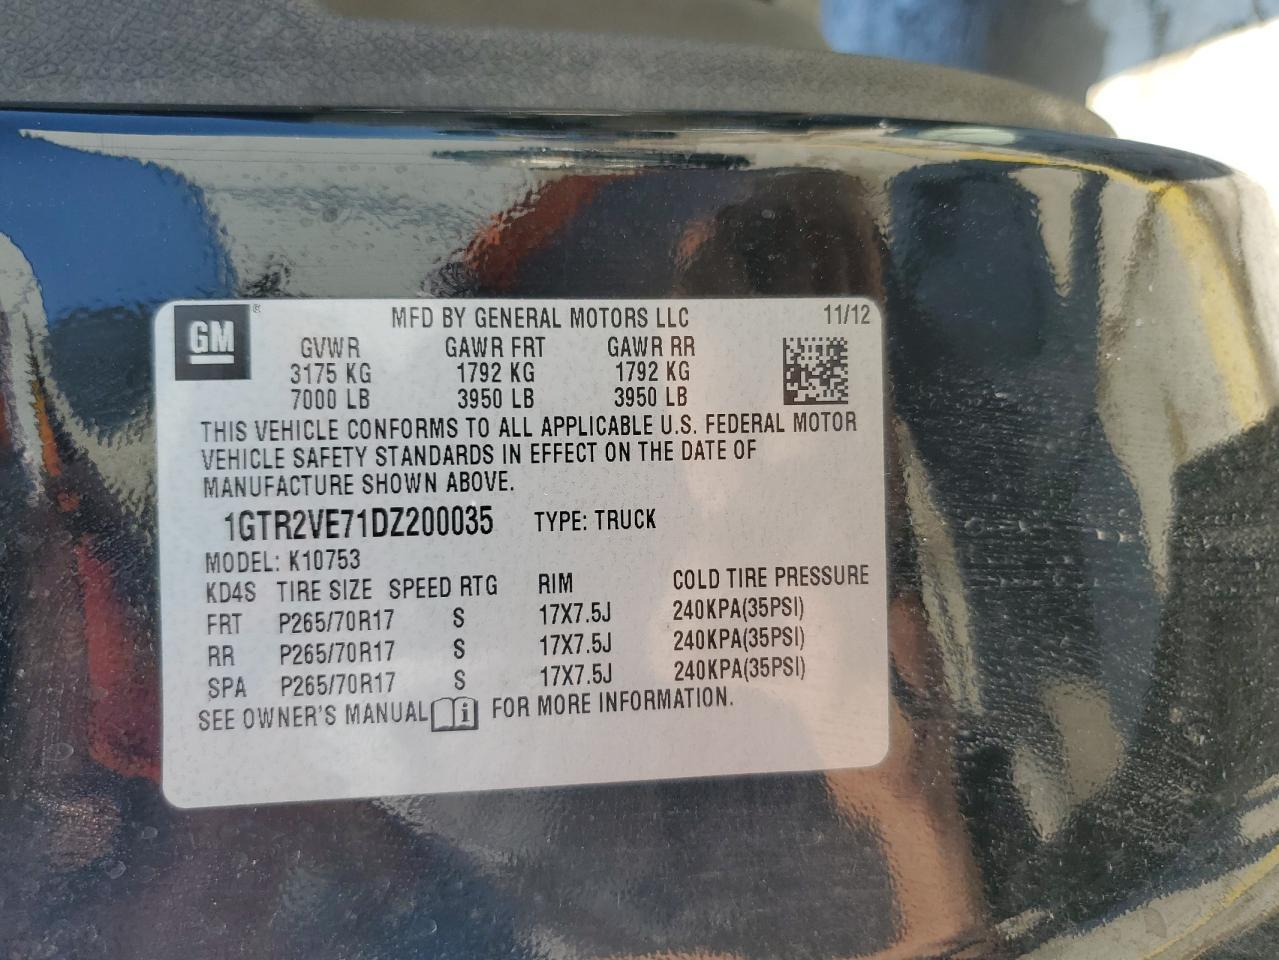 GM ® MFD BY GENERAL MOTORS LLC 11/12
GVWR GAWR FRT GAWR RR
3175 KG 1792 KG 1792 KG
7000 LB 3950 LB 3950 LB
THIS VEHICLE CONFORMS TO ALL APPLICABLE U.S. FEDERAL MOTOR
VEHICLE SAFETY STANDARDS IN EFFECT ON THE DATE OF
MANUFACTURE SHOWN ABOVE.
1GTR2VE71DZ200035 TYPE: TRUCK
MODEL: K10753
KD4S TIRE SIZE SPEED RTG RIM COLD TIRE PRESSURE
FRT P265/70R17 S 17X7.5J 240KPA(35PSI)
RR P265/70R17 S 17X7.5J 240KPA(35PSI)
SPA P265/70R17 S 17X7.5J 240KPA(35PSI)
SEE OWNER'S MANUAL i FOR MORE INFORMATION.